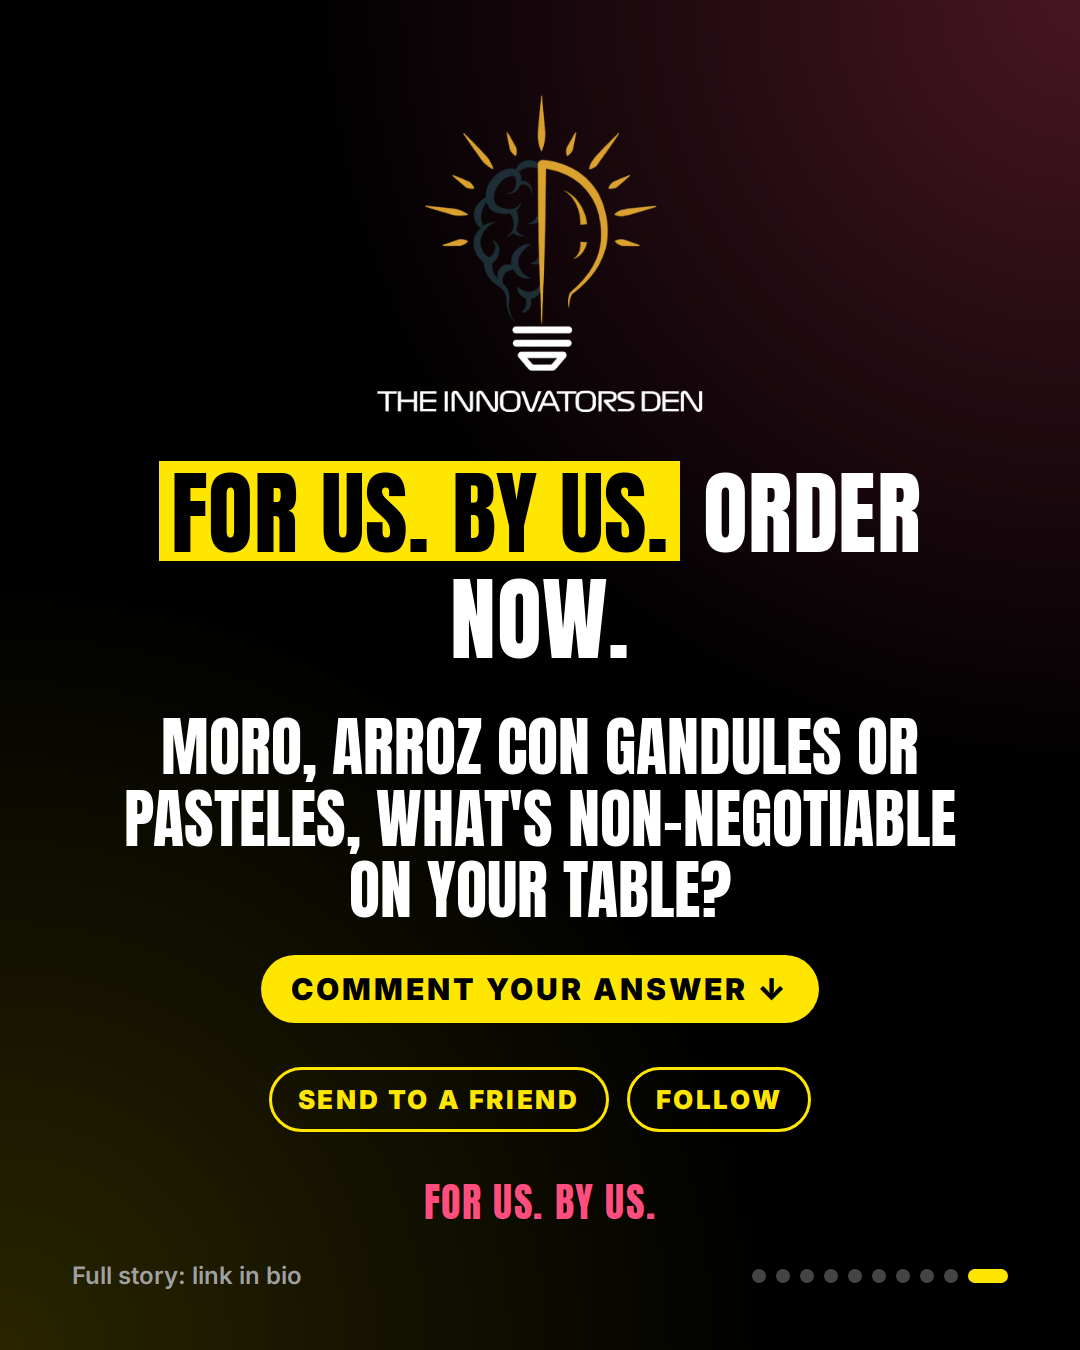 THE INNOVATORS DEN
FOR US. BY US. ORDER
NOW.
MORO, ARROZ CON GANDULES OR
PASTELES, WHAT'S NON-NEGOTIABLE
ON YOUR TABLE?
COMMENT YOUR ANSWER ↓
SEND TO A FRIEND
FOLLOW
FOR US. BY US.
Full story: link in bio